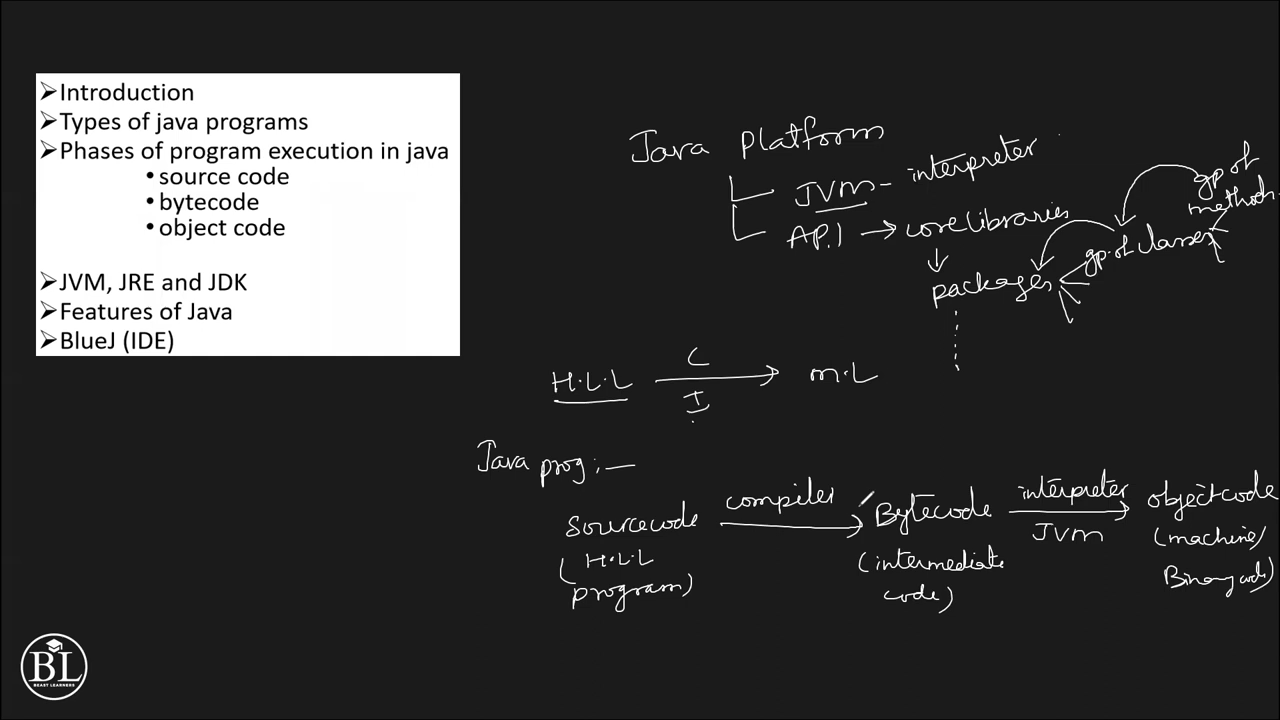 ➢Introduction
➢Types of java programs
➢Phases of program execution in java
• source code
• bytecode
• object code
➢JVM, JRE and JDK
➢Features of Java
➢BlueJ (IDE)
Java Platform
JVM - interpreter
API → core libraries
packages
gp. of classes
gp. of
methods
H.L.L
C
I
M.L
Java prog :—
sourcecode
(H.L.L
program)
compiler
Bytecode
(intermediate
code)
interpreter
JVM
objectcode
(machine/
Binary code)
BL
BEAST LEARNERS